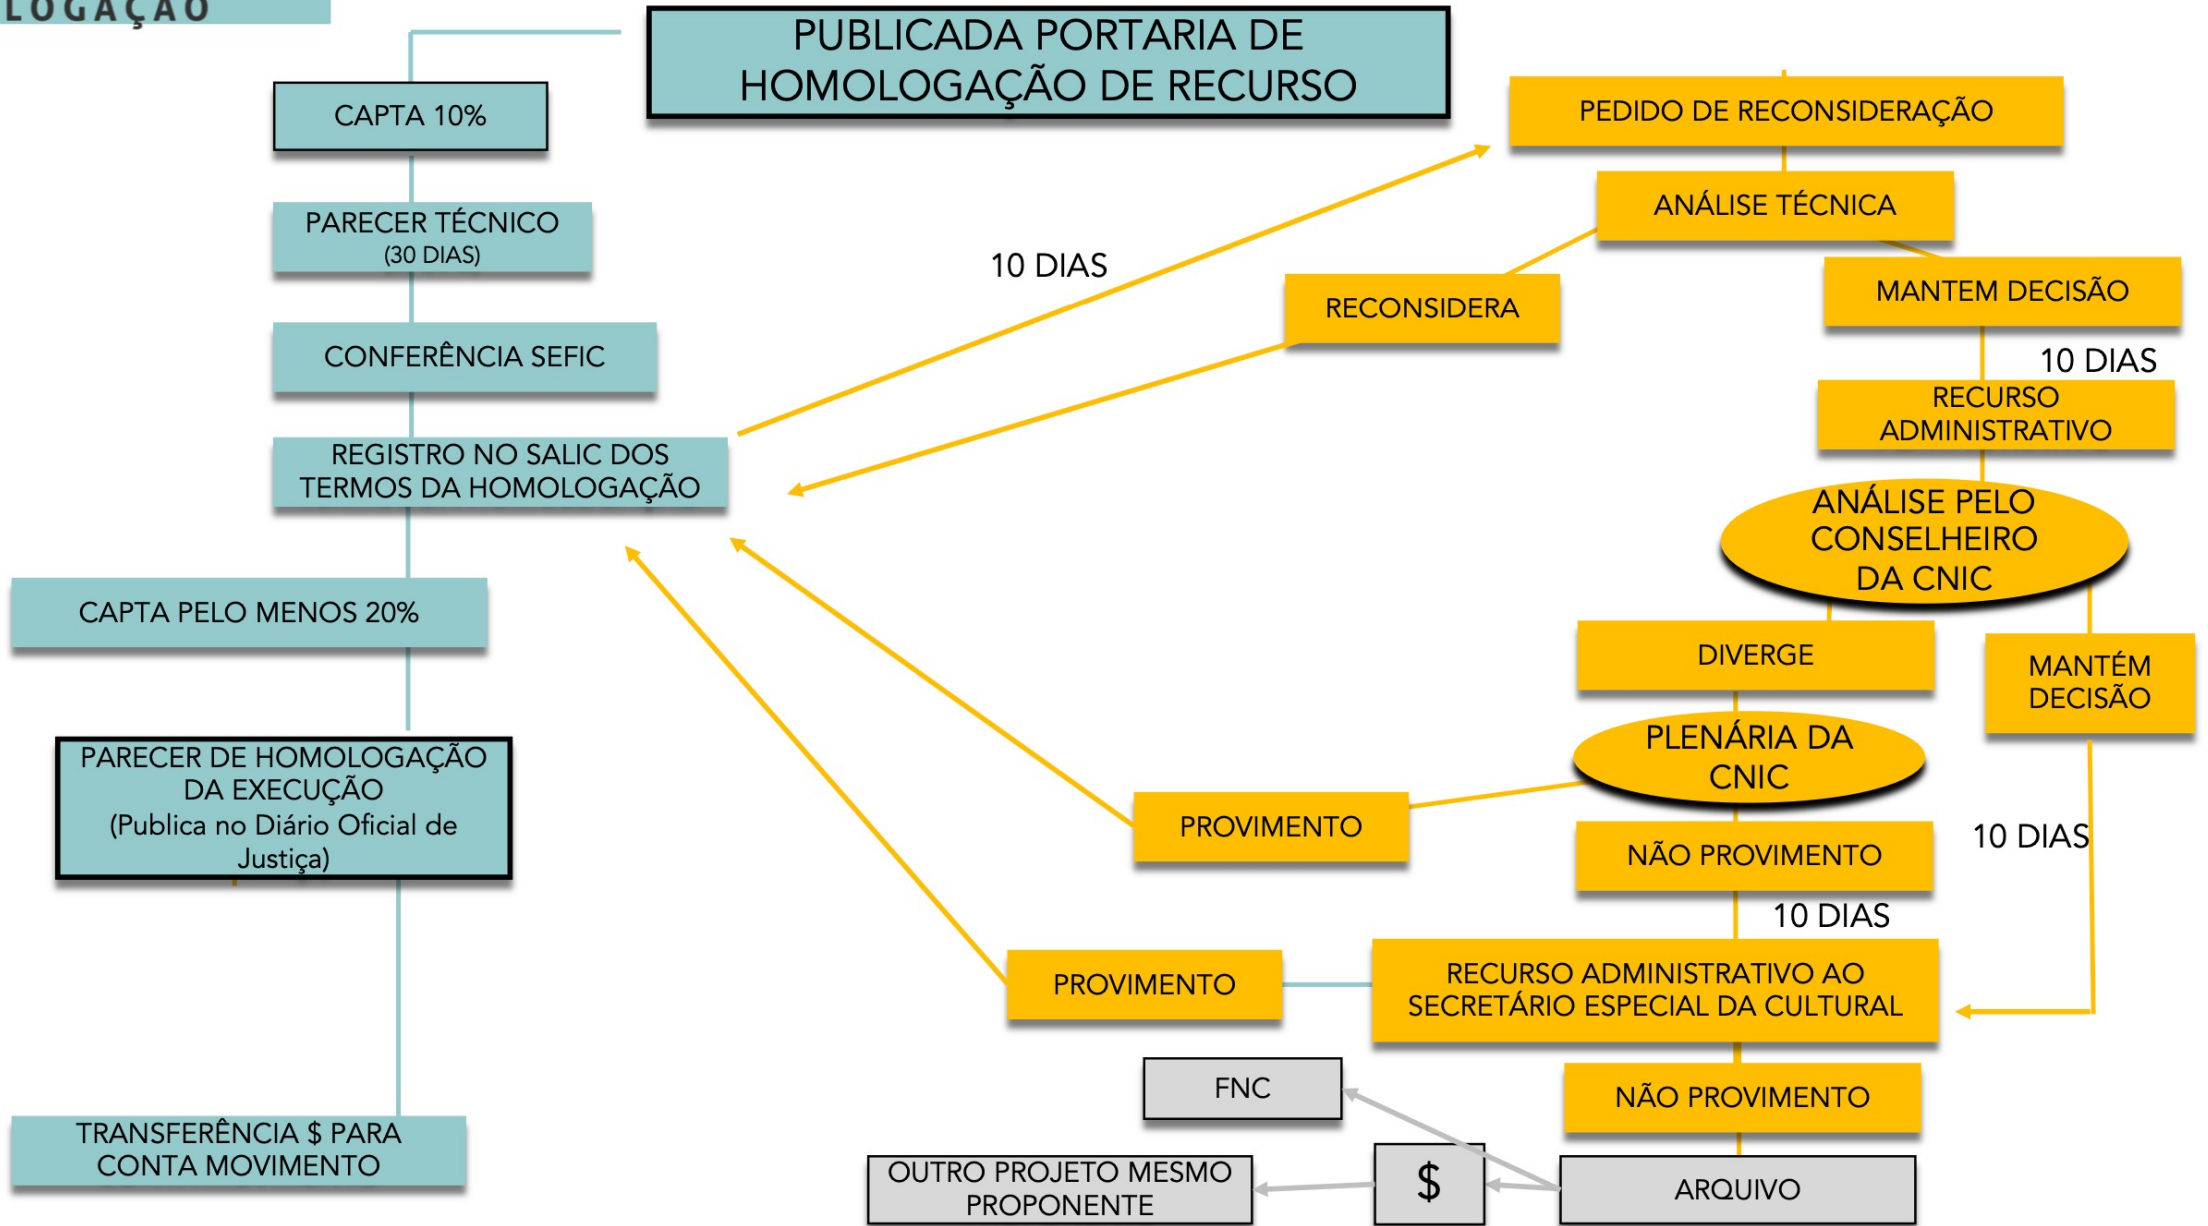 LOGAÇÃO
PUBLICADA PORTARIA DE
HOMOLOGAÇÃO DE RECURSO
CAPTA 10%
PARECER TÉCNICO
(30 DIAS)
CONFERÊNCIA SEFIC
REGISTRO NO SALIC DOS
TERMOS DA HOMOLOGAÇÃO
CAPTA PELO MENOS 20%
PARECER DE HOMOLOGAÇÃO
DA EXECUÇÃO
(Publica no Diário Oficial de
Justiça)
TRANSFERÊNCIA $ PARA
CONTA MOVIMENTO
10 DIAS
PEDIDO DE RECONSIDERAÇÃO
ANÁLISE TÉCNICA
RECONSIDERA
MANTEM DECISÃO
10 DIAS
RECURSO
ADMINISTRATIVO
ANÁLISE PELO
CONSELHEIRO
DA CNIC
DIVERGE
MANTÉM
DECISÃO
PLENÁRIA DA
CNIC
PROVIMENTO
NÃO PROVIMENTO
10 DIAS
10 DIAS
PROVIMENTO
RECURSO ADMINISTRATIVO AO
SECRETÁRIO ESPECIAL DA CULTURAL
FNC
NÃO PROVIMENTO
OUTRO PROJETO MESMO
PROPONENTE
$
ARQUIVO